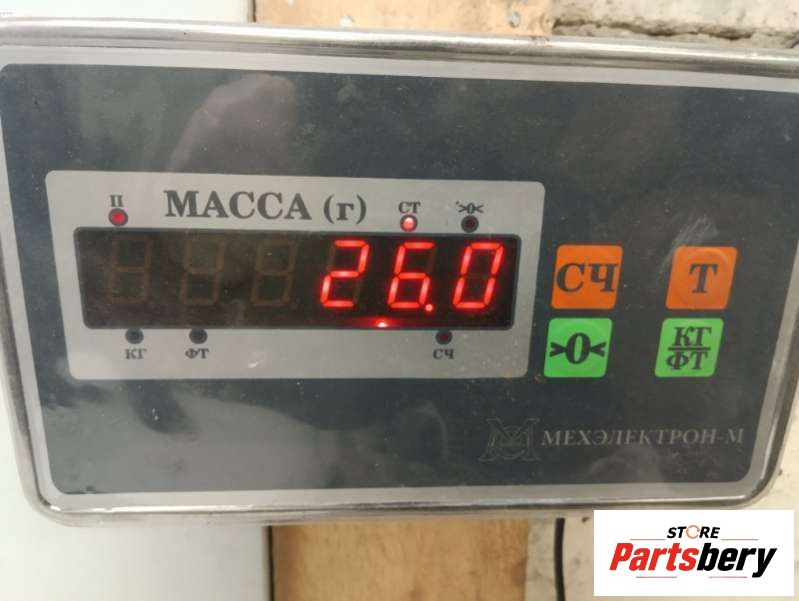 П МАССА (г) СТ >0<
26.0
КГ ФТ СЧ
СЧ Т
>0< КГ/ФТ
МЕХЭЛЕКТРОН-М
STORE
Partsbery